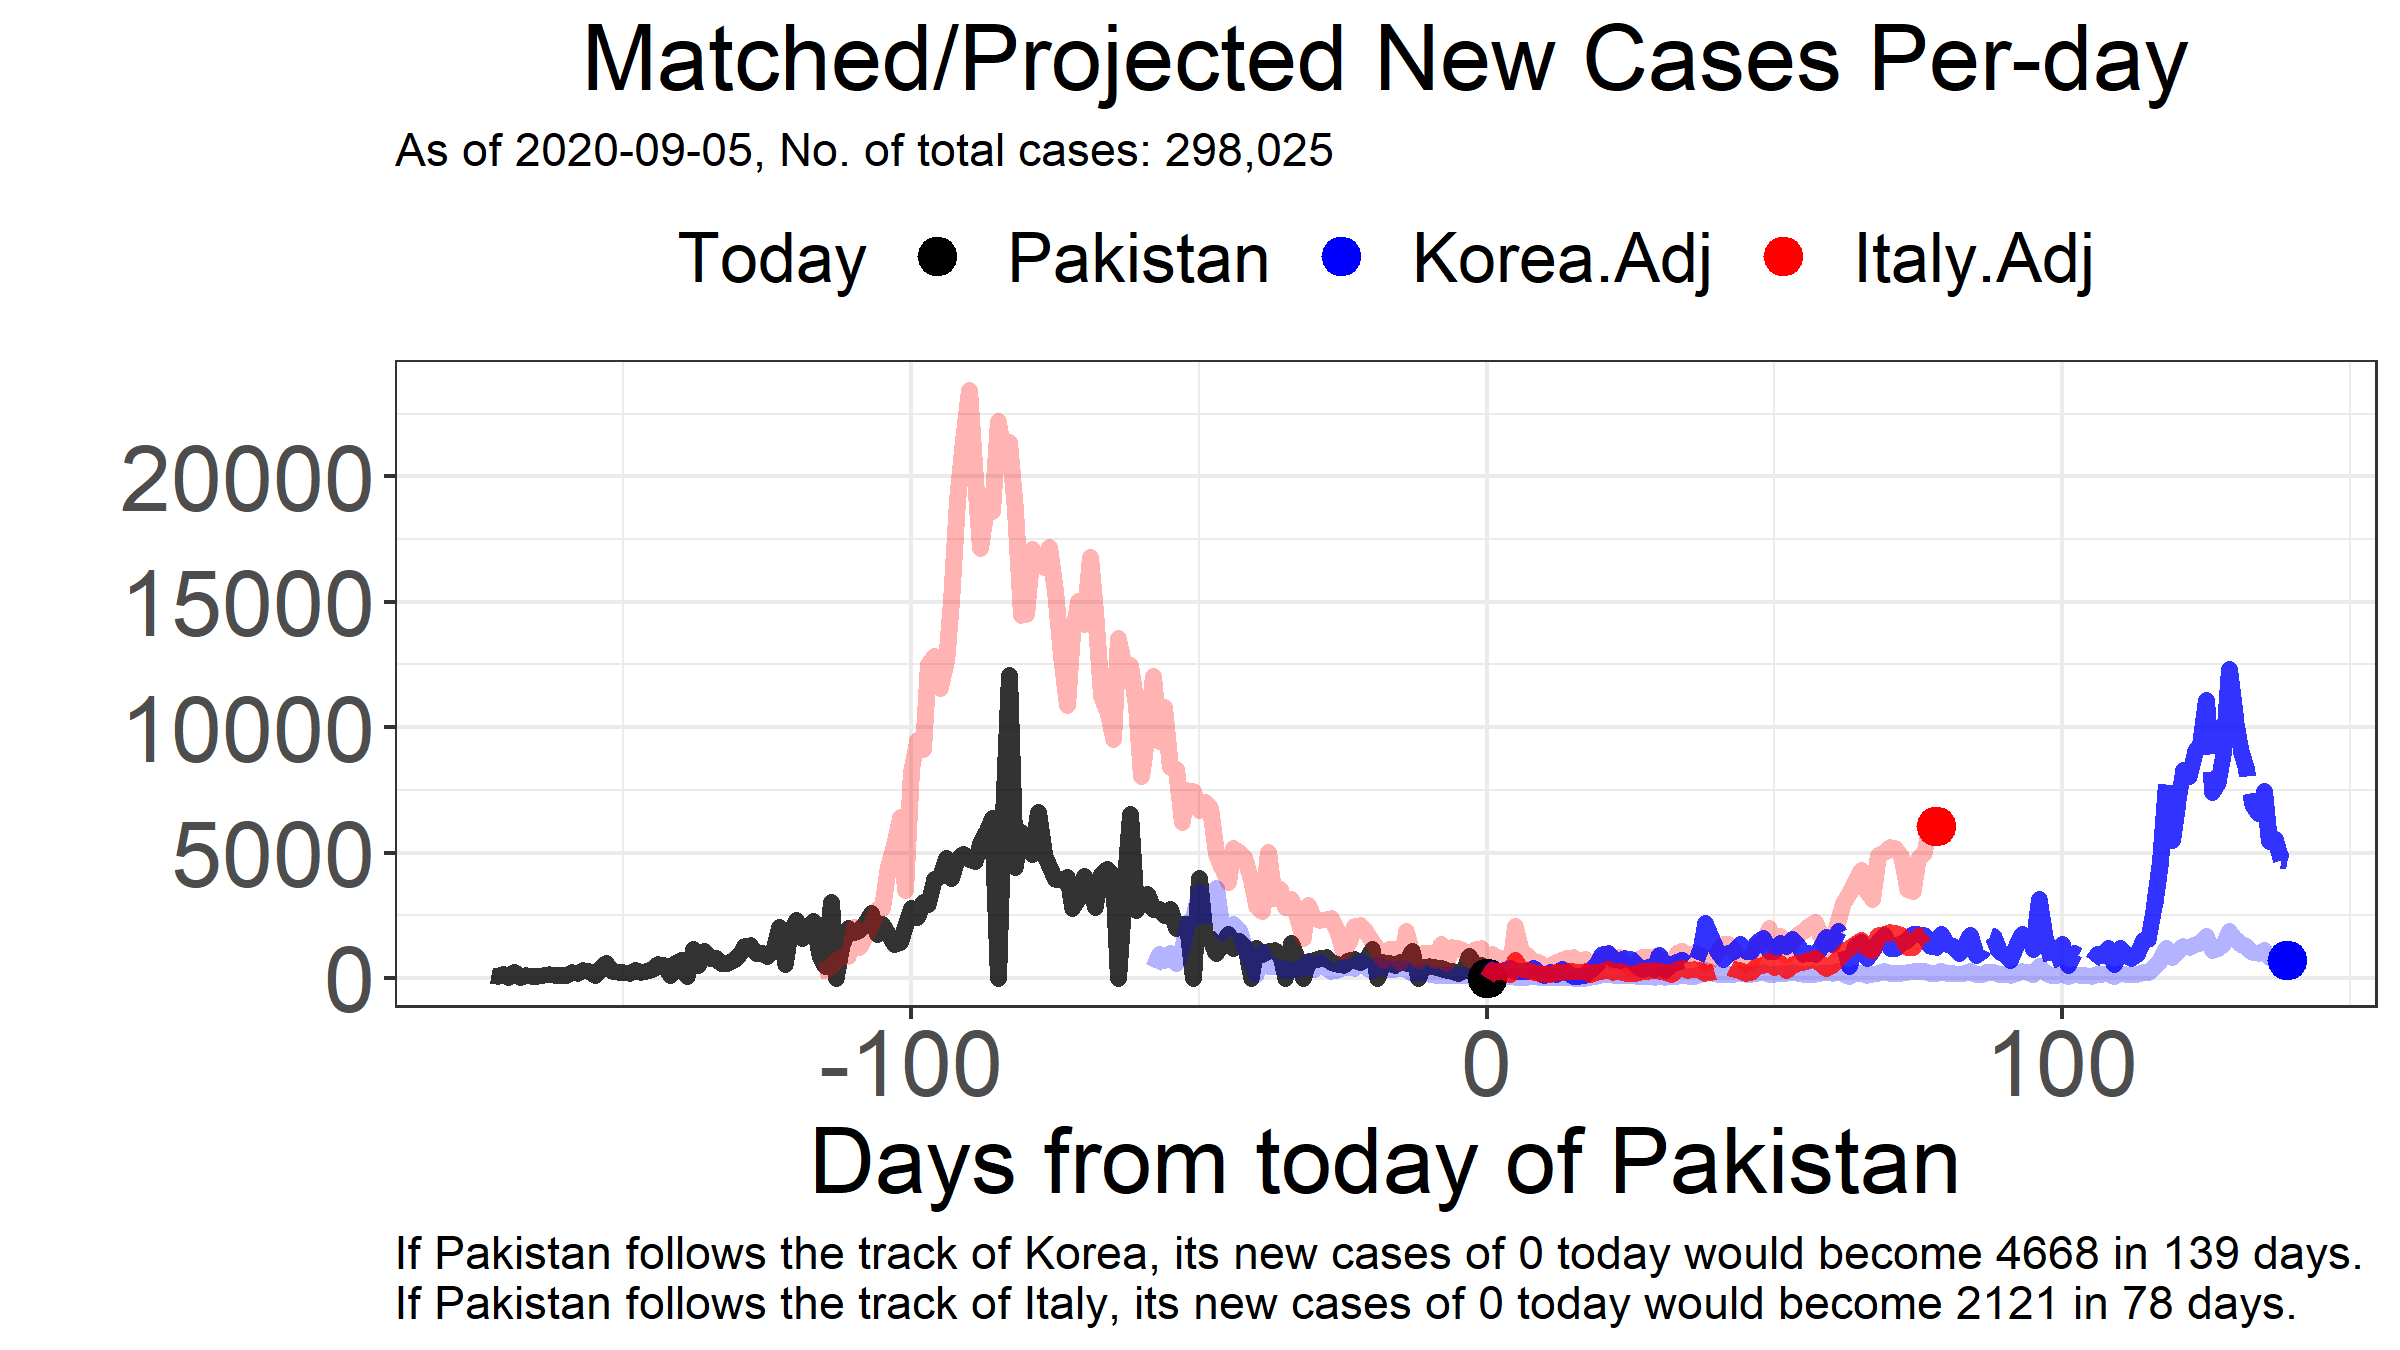 Matched/Projected New Cases Per-day
As of 2020-09-05, No. of total cases: 298,025
Today Pakistan Korea.Adj Italy.Adj
20000
15000
10000
5000
0
-100 0 100
Days from today of Pakistan
If Pakistan follows the track of Korea, its new cases of 0 today would become 4668 in 139 days.
If Pakistan follows the track of Italy, its new cases of 0 today would become 2121 in 78 days.